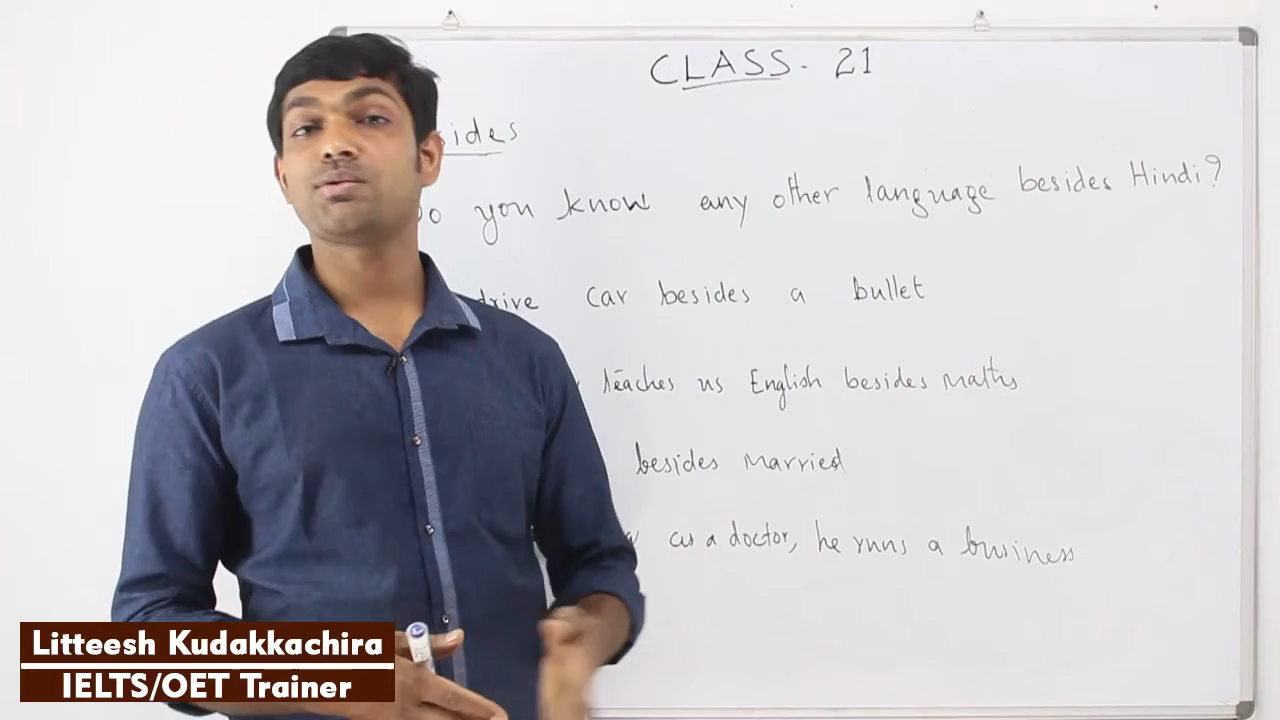 CLASS - 21
sides
Do you know any other language besides Hindi?
drive car besides a bullet
teaches us English besides maths
besides married
as a doctor, he runs a business
Litteesh Kudakkachira
IELTS/OET Trainer